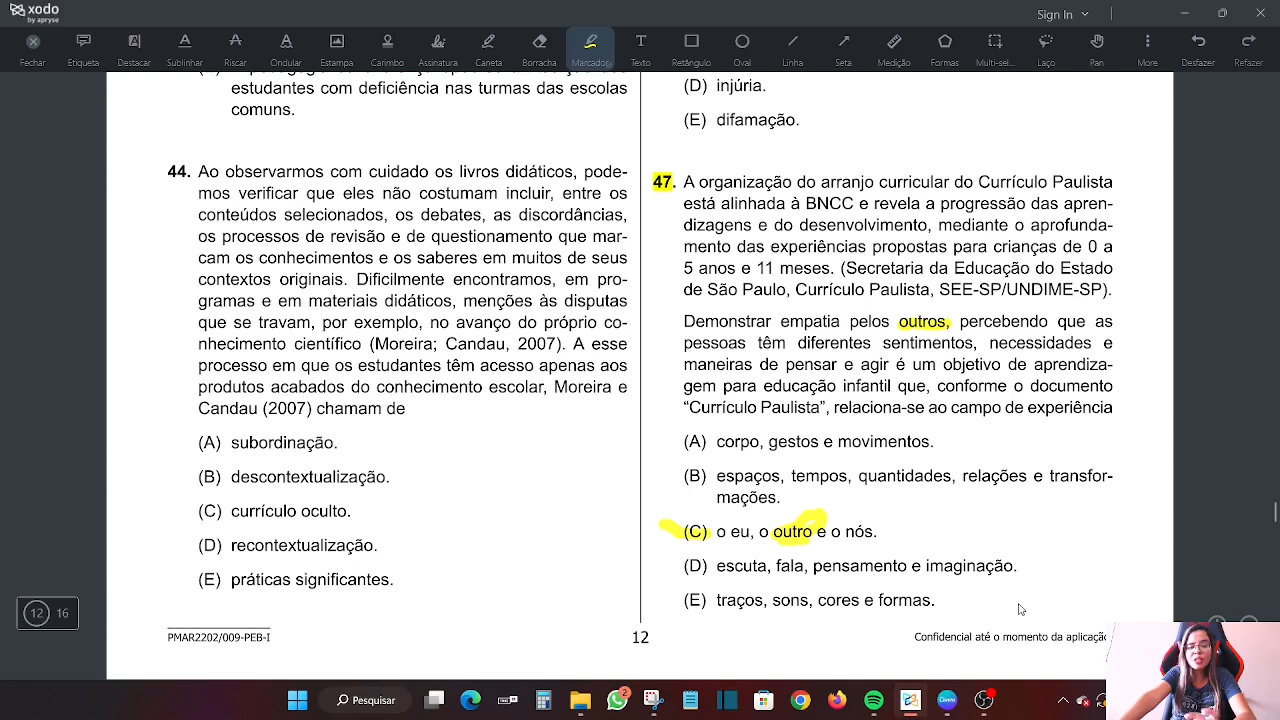 xodo
by apryse
Sign In
Fechar
Etiqueta
Destacar
Sublinhar
Riscar
Ondular
Imagem
Carimbo
Assinatura
Desenho
Borracha
Marcador
Texto
Retângulo
Oval
Linha
Seta
Medição
Formas
Multi-sel...
Laço
Pan
More
Desfazer
Refazer
estudantes com deficiência nas turmas das escolas
comuns.
44. Ao observarmos com cuidado os livros didáticos, pode-
mos verificar que eles não costumam incluir, entre os
conteúdos selecionados, os debates, as discordâncias,
os processos de revisão e de questionamento que mar-
cam os conhecimentos e os saberes em muitos de seus
contextos originais. Dificilmente encontramos, em pro-
gramas e em materiais didáticos, menções às disputas
que se travam, por exemplo, no avanço do próprio co-
nhecimento científico (Moreira; Candau, 2007). A esse
processo em que os estudantes têm acesso apenas aos
produtos acabados do conhecimento escolar, Moreira e
Candau (2007) chamam de
(A) subordinação.
(B) descontextualização.
(C) currículo oculto.
(D) recontextualização.
(E) práticas significantes.
(D) injúria.
(E) difamação.
47. A organização do arranjo curricular do Currículo Paulista
está alinhada à BNCC e revela a progressão das apren-
dizagens e do desenvolvimento, mediante o aprofunda-
mento das experiências propostas para crianças de 0 a
5 anos e 11 meses. (Secretaria da Educação do Estado
de São Paulo, Currículo Paulista, SEE-SP/UNDIME-SP).
Demonstrar empatia pelos outros, percebendo que as
pessoas têm diferentes sentimentos, necessidades e
maneiras de pensar e agir é um objetivo de aprendiza-
gem para educação infantil que, conforme o documento
“Currículo Paulista”, relaciona-se ao campo de experiência
(A) corpo, gestos e movimentos.
(B) espaços, tempos, quantidades, relações e transfor-
mações.
(C) o eu, o outro e o nós.
(D) escuta, fala, pensamento e imaginação.
(E) traços, sons, cores e formas.
12 16
PMAR2202/009-PEB-I
12
Confidencial até o momento da aplicação
Pesquisar
2